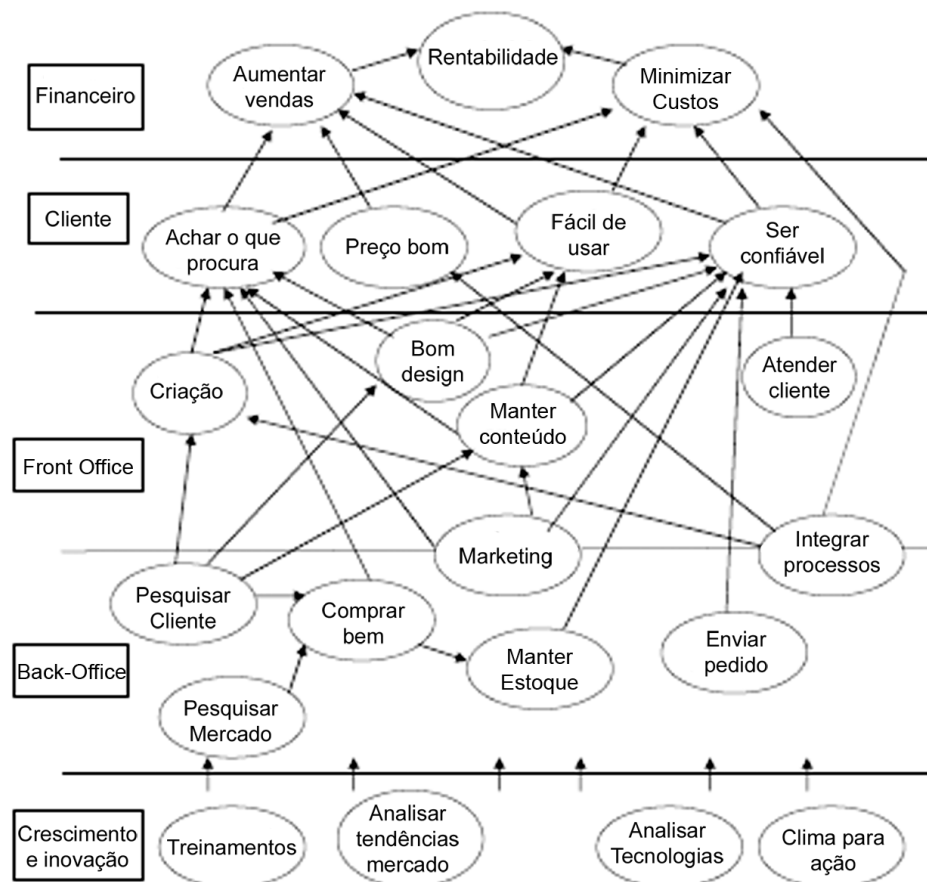 Financeiro
Aumentar
vendas
Rentabilidade
Minimizar
Custos
Cliente
Achar o que
procura
Preço bom
Fácil de
usar
Ser
confiável
Front Office
Criação
Bom
design
Manter
conteúdo
Atender
cliente
Marketing
Integrar
processos
Back-Office
Pesquisar
Cliente
Comprar
bem
Manter
Estoque
Enviar
pedido
Pesquisar
Mercado
Crescimento
e inovação
Treinamentos
Analisar
tendências
mercado
Analisar
Tecnologias
Clima para
ação